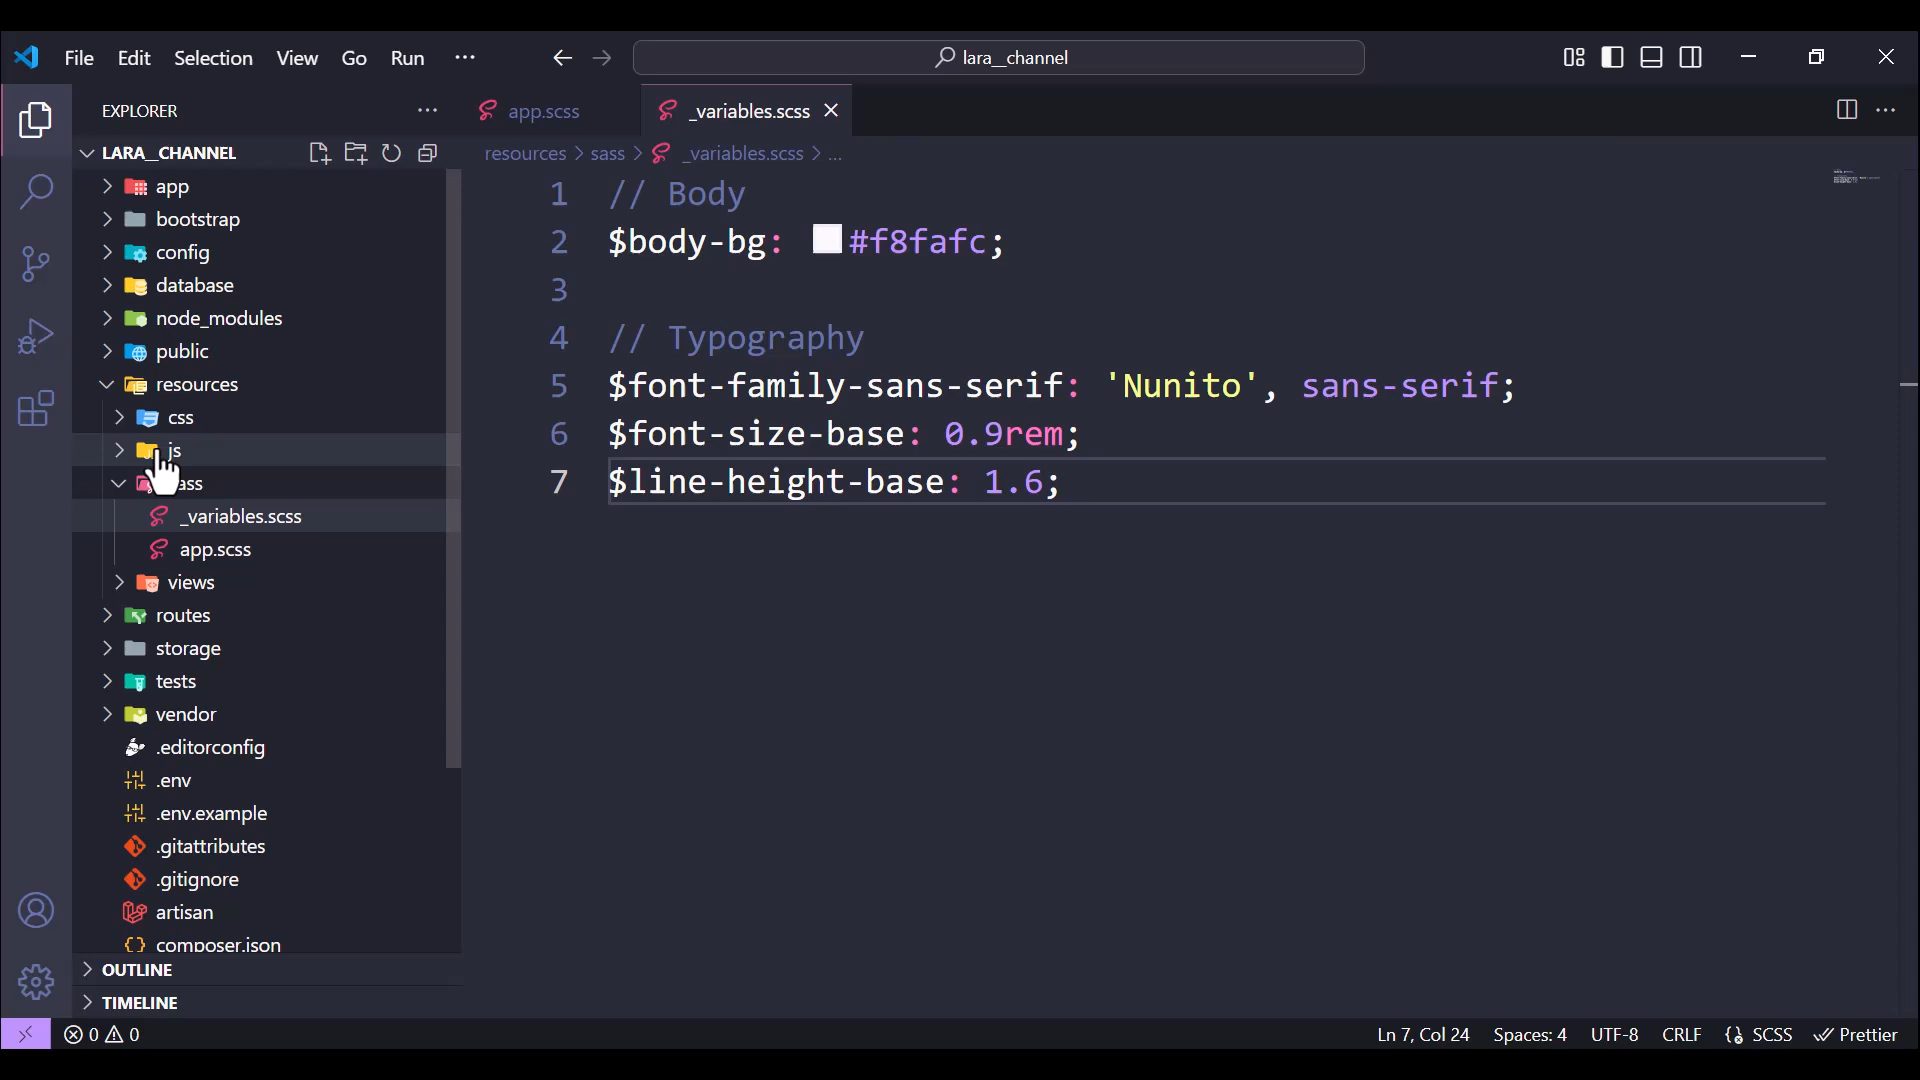 File Edit Selection View Go Run ··· lara__channel
EXPLORER
app.scss
_variables.scss
LARA__CHANNEL
resources > sass > _variables.scss > ...
app
bootstrap
config
database
node_modules
public
resources
css
js
ass
_variables.scss
app.scss
views
routes
storage
tests
vendor
.editorconfig
.env
.env.example
.gitattributes
.gitignore
artisan
composer.json
OUTLINE
TIMELINE
1 // Body
2 $body-bg: #f8fafc;
3
4 // Typography
5 $font-family-sans-serif: 'Nunito', sans-serif;
6 $font-size-base: 0.9rem;
7 $line-height-base: 1.6;
0 0
Ln 7, Col 24 Spaces: 4 UTF-8 CRLF SCSS Prettier